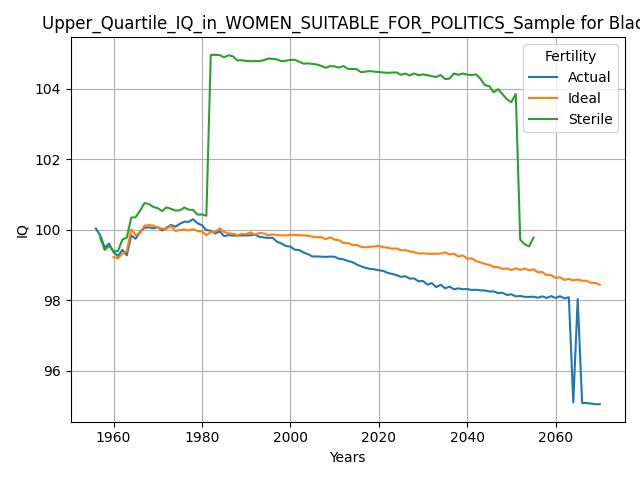 Upper_Quartile_IQ_in_WOMEN_SUITABLE_FOR_POLITICS_Sample for Blac
Fertility
Actual
Ideal
Sterile
104
102
100
98
96
IQ
1960
1980
2000
2020
2040
2060
Years